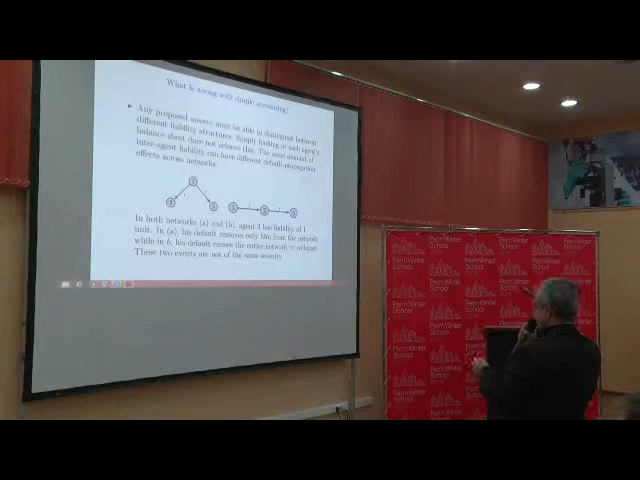 What is wrong with simple accounting?
Any proposed answer must be able to distinguish between
different liability structures. Simply looking at each agent's
balance sheet does not achieve this. The same amount of
inter-agent liability can have different default-propagation
effects across networks.
In both networks (a) and (b), agent 3 has liability of 1
unit. In (a), his default removes only him from the network
while in b, his default causes the entire network to collapse.
These two events are not of the same severity.
Perm Winter
School